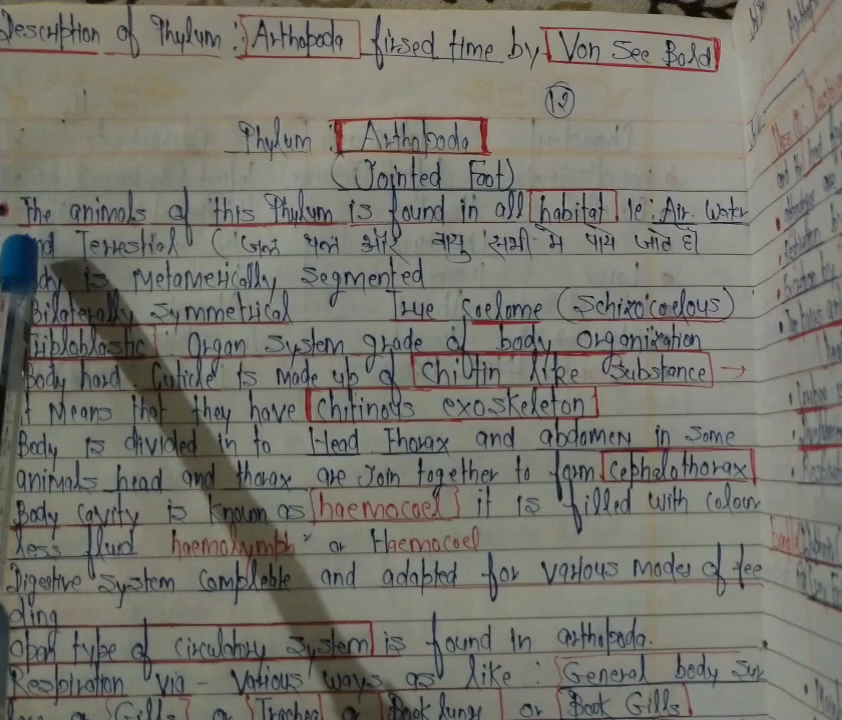 Description of Phylum : Arthopoda firsed time by Von See Bold
12
Phylum : Arthopoda
(Jointed Foot)
• The animals of this Phylum is found in all habitat ie : Air. Water
and Terrestial ( जल थल और वायु सभी मे पाये जाते हो
Body is Metamerically segmented
Bilaterally symmetrical True Coelome (Schizocoelous)
Tribloblastic : Organ System grade of body organization
Body hard Cuticle is made up of Chiltin like Substance →
it Means that they have chitinoys exoskeleton
Body is divided in to Head Thorax and abdomen in some
animals head and thorax are Join together to form cephalothorax
Body cavity is known as haemocoel it is filled with colour
less fluid haemolymph" or Haemocoel
Digestive System complebte and adapted for various modes of fee
ding
Open type of circulatory system is found in arthopoda.
Respiration via - Various ways as like : General body sur
Gills or Trachea or Book lungs or Book Gills